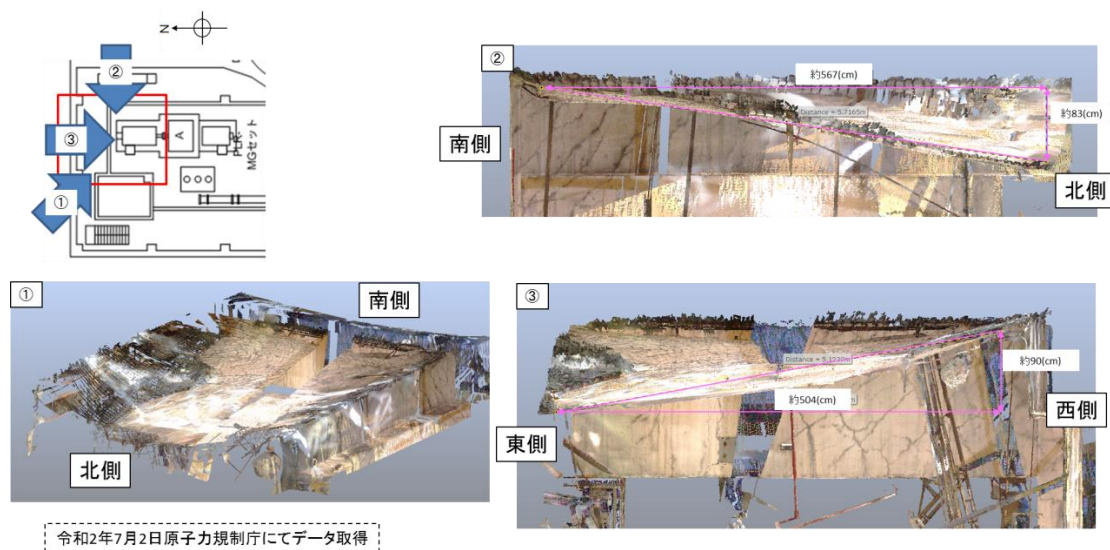 N
②
③
①
A
PLR
MGセット
②
約567(cm)
Distance = 5.7165m
約83(cm)
南側
北側
①
南側
北側
③
Distance = 5.1230m
約90(cm)
約504(cm)
東側
西側
令和2年7月2日原子力規制庁にてデータ取得